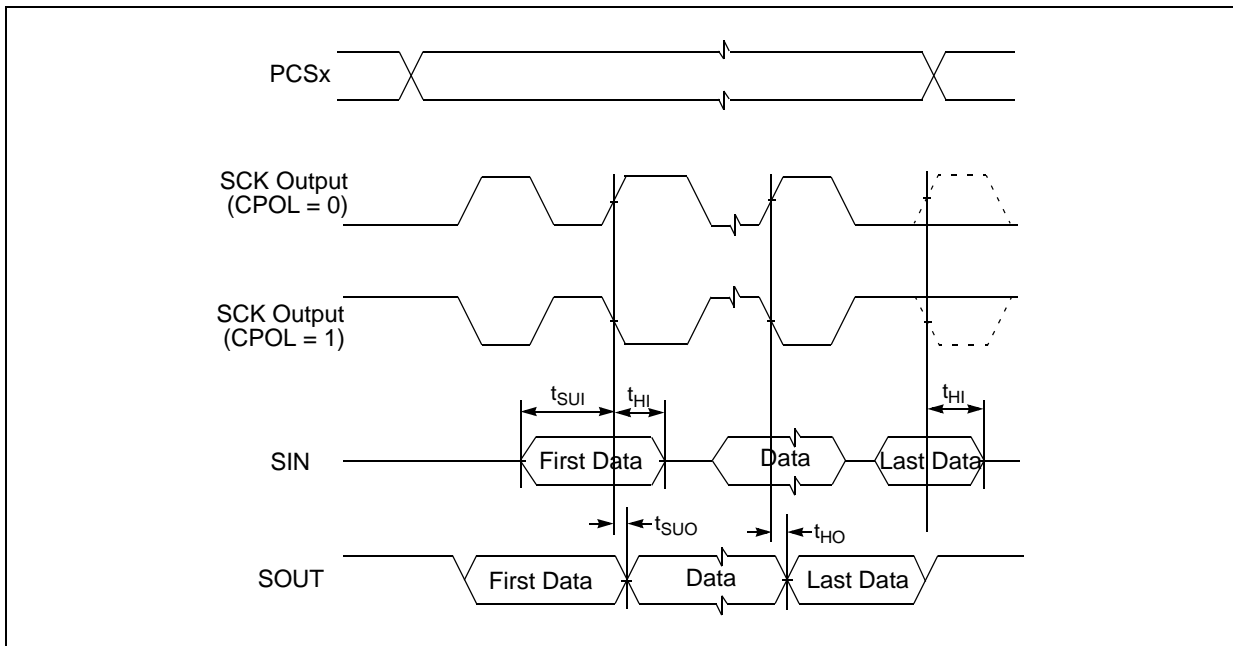 PCSx
SCK Output
(CPOL = 0)
SCK Output
(CPOL = 1)
tSUI
tHI
tHI
SIN
First Data
Data
Last Data
tSUO
tHO
SOUT
First Data
Data
Last Data